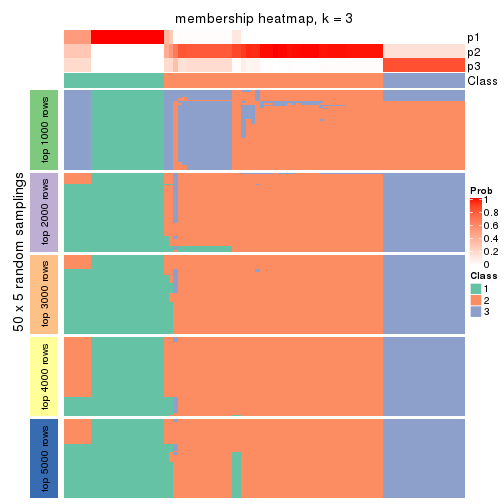 membership heatmap, k = 3
p1
p2
p3
Class
50 x 5 random samplings
top 1000 rows
top 2000 rows
top 3000 rows
top 4000 rows
top 5000 rows
Prob
1
0.8
0.6
0.4
0.2
0
Class
1
2
3